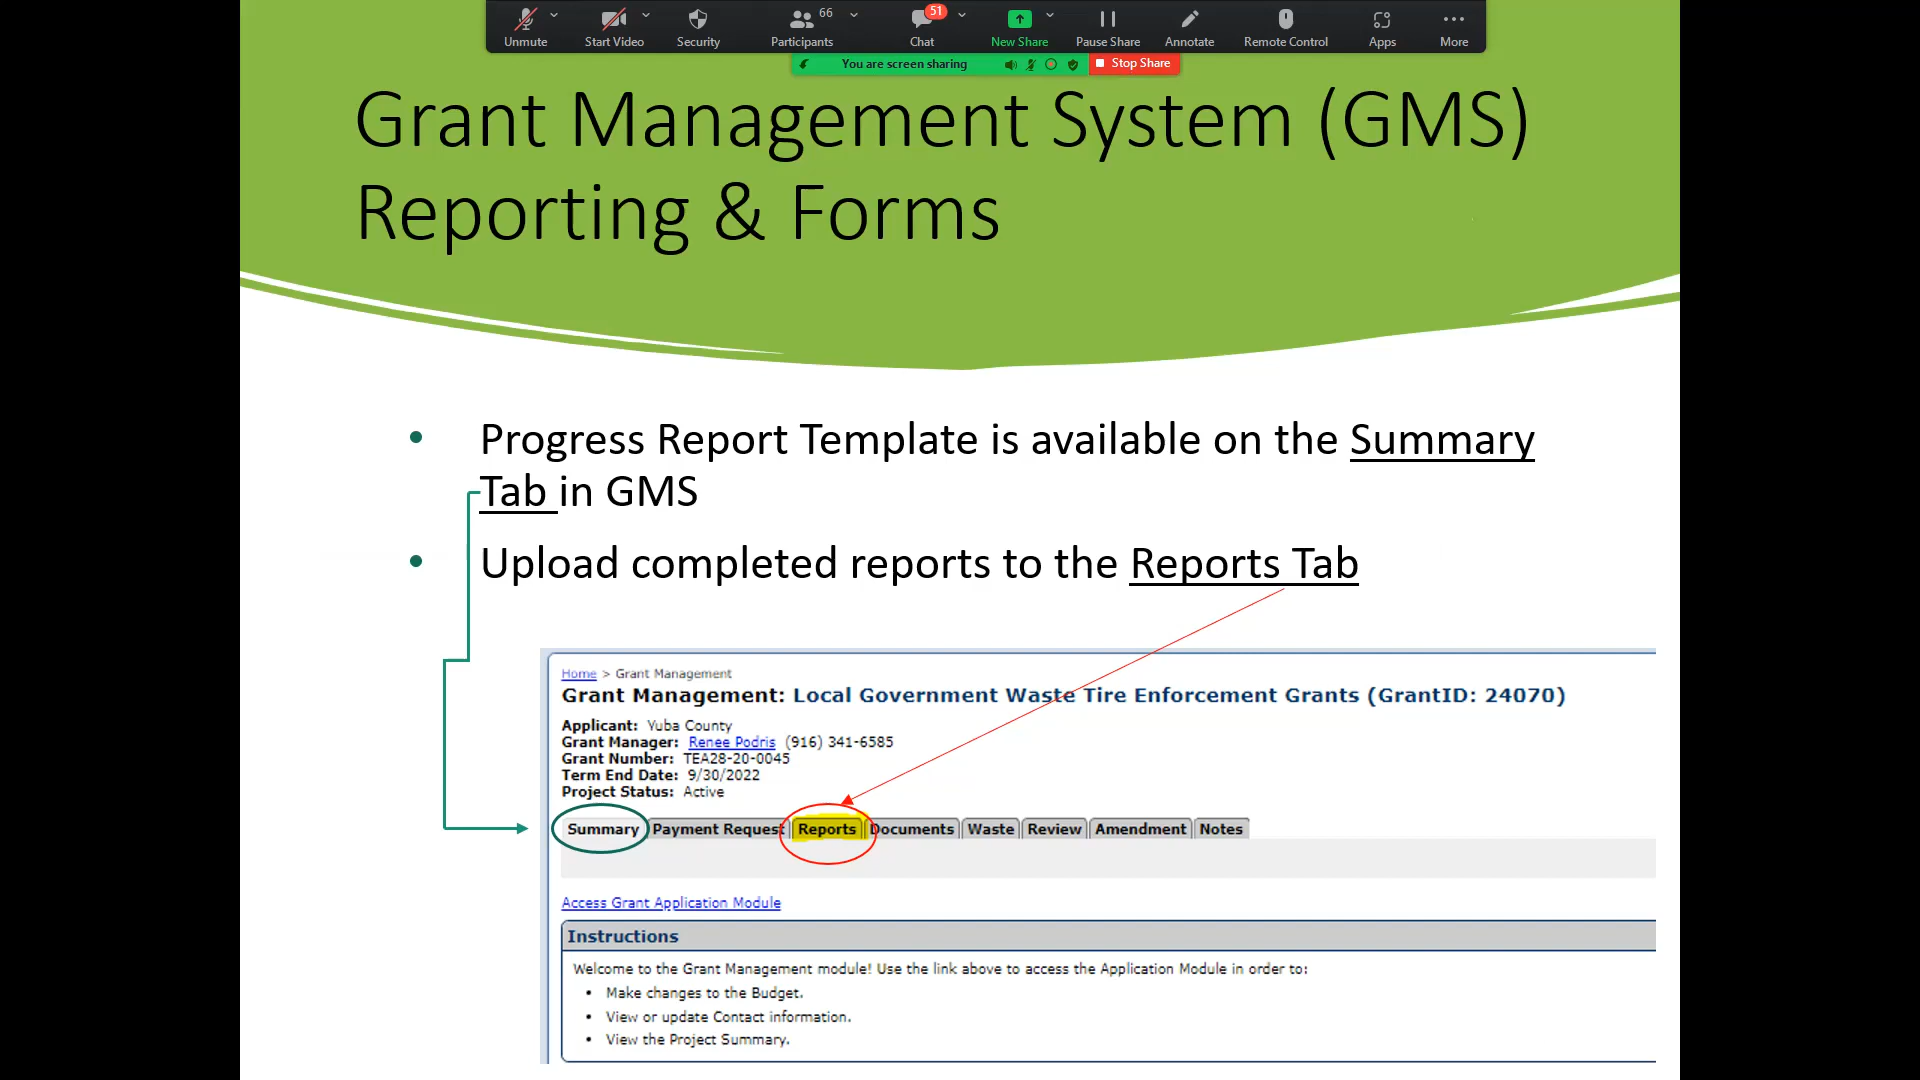 66
51
Unmute Start Video Security Participants Chat New Share Pause Share Annotate Remote Control Apps More
You are screen sharing Stop Share
Grant Management System (GMS)
Reporting & Forms
• Progress Report Template is available on the Summary
Tab in GMS
• Upload completed reports to the Reports Tab
Home > Grant Management
Grant Management: Local Government Waste Tire Enforcement Grants (GrantID: 24070)
Applicant: Yuba County
Grant Manager: Renee Podris (916) 341-6585
Grant Number: TEA28-20-0045
Term End Date: 9/30/2022
Project Status: Active
Summary Payment Request Reports Documents Waste Review Amendment Notes
Access Grant Application Module
Instructions
Welcome to the Grant Management module! Use the link above to access the Application Module in order to:
• Make changes to the Budget.
• View or update Contact information.
• View the Project Summary.